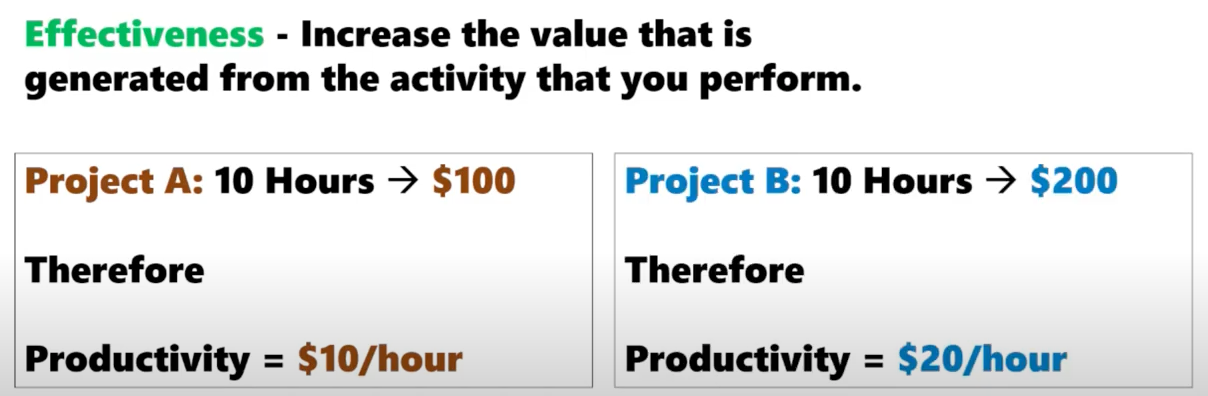 Effectiveness - Increase the value that is
generated from the activity that you perform.
Project A: 10 Hours → $100
Therefore
Productivity = $10/hour
Project B: 10 Hours → $200
Therefore
Productivity = $20/hour